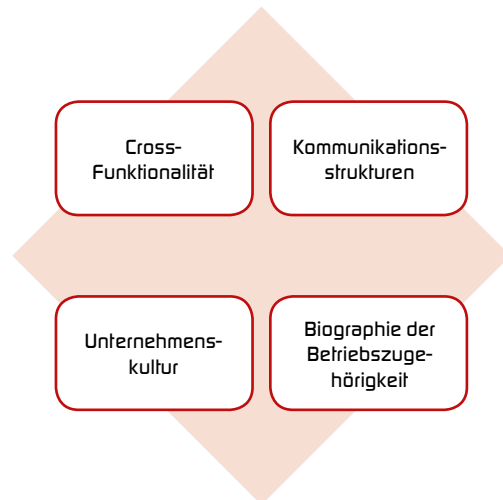 Cross-
Funktionalität
Kommunikations-
strukturen
Unternehmens-
kultur
Biographie der
Betriebszuge-
hörigkeit